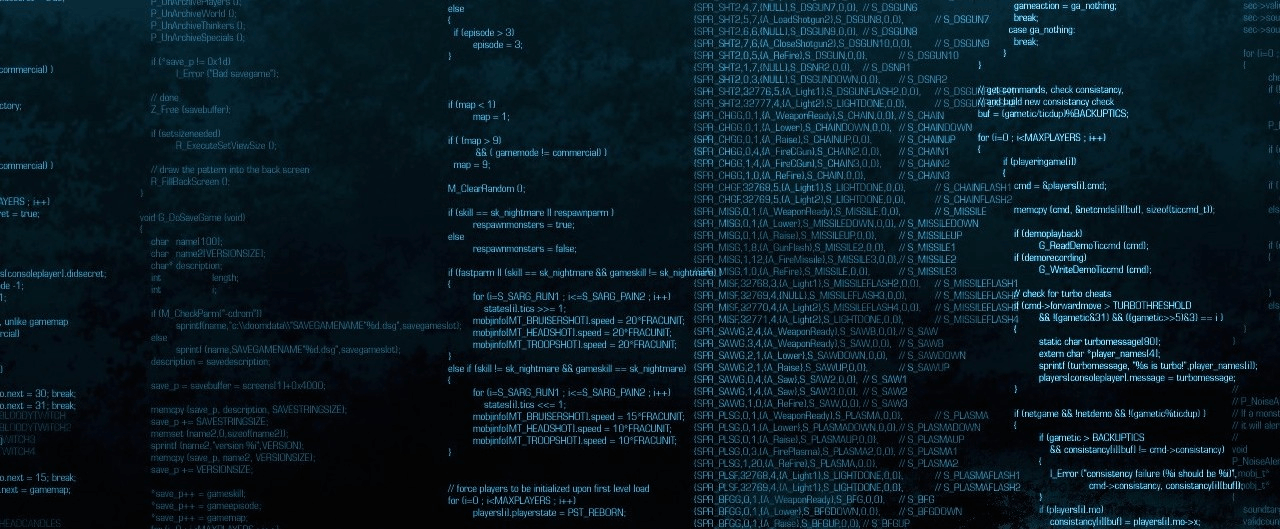 commercial) )
ctory;
commercial) )
AYERS ; i++)
ret = true;
s[consoleplayer].didsecret;
ode -1;
1;
, unlike gamemap
rcial)
o.next = 30; break;
o.next = 31; break;
BLOODYTWITCH
BLOODYTWITCH2
TWITCH3
TWITCH4
o.next = 15; break;
.next = gamemap;
HEADCANDLES
P_UnArchivePlayers ();
P_UnArchiveWorld ();
P_UnArchiveThinkers ();
P_UnArchiveSpecials ();
if (*save_p != 0x1d)
I_Error ("Bad savegame");
// done
Z_Free (savebuffer);
if (setsizeneeded)
R_ExecuteSetViewSize ();
// draw the pattern into the back screen
R_FillBackScreen ();
}
void G_DoSaveGame (void)
{
char name[100];
char name2[VERSIONSIZE];
char* description;
int length;
int i;
if (M_CheckParm("-cdrom"))
sprintf(name,"c:\\doomdata\\"SAVEGAMENAME"%d.dsg",savegameslot);
else
sprintf (name,SAVEGAMENAME"%d.dsg",savegameslot);
description = savedescription;
save_p = savebuffer = screens[1]+0x4000;
memcpy (save_p, description, SAVESTRINGSIZE);
save_p += SAVESTRINGSIZE;
memset (name2,0,sizeof(name2));
sprintf (name2,"version %i",VERSION);
memcpy (save_p, name2, VERSIONSIZE);
save_p += VERSIONSIZE;
*save_p++ = gameskill;
*save_p++ = gameepisode;
*save_p++ = gamemap;
for (i=0 ; i<MAXPLAYERS ; i++)
else
{
if (episode > 3)
episode = 3;
}
if (map < 1)
map = 1;
if ( (map > 9)
&& ( gamemode != commercial) )
map = 9;
M_ClearRandom ();
if (skill == sk_nightmare || respawnparm )
respawnmonsters = true;
else
respawnmonsters = false;
if (fastparm || (skill == sk_nightmare && gameskill != sk_nightmare) )
{
for (i=S_SARG_RUN1 ; i<=S_SARG_PAIN2 ; i++)
states[i].tics >>= 1;
mobjinfo[MT_BRUISERSHOT].speed = 20*FRACUNIT;
mobjinfo[MT_HEADSHOT].speed = 20*FRACUNIT;
mobjinfo[MT_TROOPSHOT].speed = 20*FRACUNIT;
}
else if (skill != sk_nightmare && gameskill == sk_nightmare)
{
for (i=S_SARG_RUN1 ; i<=S_SARG_PAIN2 ; i++)
states[i].tics <<= 1;
mobjinfo[MT_BRUISERSHOT].speed = 15*FRACUNIT;
mobjinfo[MT_HEADSHOT].speed = 10*FRACUNIT;
mobjinfo[MT_TROOPSHOT].speed = 10*FRACUNIT;
}
// force players to be initialized upon first level load
for (i=0 ; i<MAXPLAYERS ; i++)
players[i].playerstate = PST_REBORN;
{SPR_SHT2,4,7,{NULL},S_DSGUN7,0,0}, // S_DSGUN6
{SPR_SHT2,5,7,{A_LoadShotgun2},S_DSGUN8,0,0}, // S_DSGUN7
{SPR_SHT2,6,6,{NULL},S_DSGUN9,0,0}, // S_DSGUN8
{SPR_SHT2,7,6,{A_CloseShotgun2},S_DSGUN10,0,0}, // S_DSGUN9
{SPR_SHT2,0,5,{A_ReFire},S_DSGUN,0,0}, // S_DSGUN10
{SPR_SHT2,1,7,{NULL},S_DSNR2,0,0}, // S_DSNR1
{SPR_SHT2,0,3,{NULL},S_DSGUNDOWN,0,0}, // S_DSNR2
{SPR_SHT2,32776,5,{A_Light1},S_DSGUNFLASH2,0,0}, // S_DSGUNFLASH1
{SPR_SHT2,32777,4,{A_Light2},S_LIGHTDONE,0,0}, // S_DSGUNFLASH2
{SPR_CHGG,0,1,{A_WeaponReady},S_CHAIN,0,0}, // S_CHAIN
{SPR_CHGG,0,1,{A_Lower},S_CHAINDOWN,0,0}, // S_CHAINDOWN
{SPR_CHGG,0,1,{A_Raise},S_CHAINUP,0,0}, // S_CHAINUP
{SPR_CHGG,0,4,{A_FireCGun},S_CHAIN2,0,0}, // S_CHAIN1
{SPR_CHGG,1,4,{A_FireCGun},S_CHAIN3,0,0}, // S_CHAIN2
{SPR_CHGG,1,0,{A_ReFire},S_CHAIN,0,0}, // S_CHAIN3
{SPR_CHGF,32768,5,{A_Light1},S_LIGHTDONE,0,0}, // S_CHAINFLASH1
{SPR_CHGF,32769,5,{A_Light2},S_LIGHTDONE,0,0}, // S_CHAINFLASH2
{SPR_MISG,0,1,{A_WeaponReady},S_MISSILE,0,0}, // S_MISSILE
{SPR_MISG,0,1,{A_Lower},S_MISSILEDOWN,0,0}, // S_MISSILEDOWN
{SPR_MISG,0,1,{A_Raise},S_MISSILEUP,0,0}, // S_MISSILEUP
{SPR_MISG,1,8,{A_GunFlash},S_MISSILE2,0,0}, // S_MISSILE1
{SPR_MISG,1,12,{A_FireMissile},S_MISSILE3,0,0}, // S_MISSILE2
{SPR_MISG,1,0,{A_ReFire},S_MISSILE,0,0}, // S_MISSILE3
{SPR_MISF,32768,3,{A_Light1},S_MISSILEFLASH2,0,0}, // S_MISSILEFLASH1
{SPR_MISF,32769,4,{NULL},S_MISSILEFLASH3,0,0}, // S_MISSILEFLASH2
{SPR_MISF,32770,4,{A_Light2},S_MISSILEFLASH4,0,0}, // S_MISSILEFLASH3
{SPR_MISF,32771,4,{A_Light2},S_LIGHTDONE,0,0}, // S_MISSILEFLASH4
{SPR_SAWG,2,4,{A_WeaponReady},S_SAWB,0,0}, // S_SAW
{SPR_SAWG,3,4,{A_WeaponReady},S_SAW,0,0}, // S_SAWB
{SPR_SAWG,2,1,{A_Lower},S_SAWDOWN,0,0}, // S_SAWDOWN
{SPR_SAWG,2,1,{A_Raise},S_SAWUP,0,0}, // S_SAWUP
{SPR_SAWG,0,4,{A_Saw},S_SAW2,0,0}, // S_SAW1
{SPR_SAWG,1,4,{A_Saw},S_SAW3,0,0}, // S_SAW2
{SPR_SAWG,1,0,{A_ReFire},S_SAW,0,0}, // S_SAW3
{SPR_PLSG,0,1,{A_WeaponReady},S_PLASMA,0,0}, // S_PLASMA
{SPR_PLSG,0,1,{A_Lower},S_PLASMADOWN,0,0}, // S_PLASMADOWN
{SPR_PLSG,0,1,{A_Raise},S_PLASMAUP,0,0}, // S_PLASMAUP
{SPR_PLSG,0,3,{A_FirePlasma},S_PLASMA2,0,0}, // S_PLASMA1
{SPR_PLSG,1,20,{A_ReFire},S_PLASMA,0,0}, // S_PLASMA2
{SPR_PLSF,32768,4,{A_Light1},S_LIGHTDONE,0,0}, // S_PLASMAFLASH1
{SPR_PLSF,32769,4,{A_Light1},S_LIGHTDONE,0,0}, // S_PLASMAFLASH2
{SPR_BFGG,0,1,{A_WeaponReady},S_BFG,0,0}, // S_BFG
{SPR_BFGG,0,1,{A_Lower},S_BFGDOWN,0,0}, // S_BFGDOWN
{SPR_BFGG,0,1,{A_Raise},S_BFGUP,0,0}, // S_BFGUP
gameaction = ga_nothing;
break;
case ga_nothing:
break;
}
}
// get commands, check consistancy,
// and build new consistancy check
buf = (gametic/ticdup)%BACKUPTICS;
for (i=0 ; i<MAXPLAYERS ; i++)
{
if (playeringame[i])
{
cmd = &players[i].cmd;
memcpy (cmd, &netcmds[i][buf], sizeof(ticcmd_t));
if (demoplayback)
G_ReadDemoTiccmd (cmd);
if (demorecording)
G_WriteDemoTiccmd (cmd);
// check for turbo cheats
if (cmd->forwardmove > TURBOTHRESHOLD
&& !(gametic&31) && ((gametic>>5)&3) == i )
{
static char turbomessage[80];
extern char *player_names[4];
sprintf (turbomessage, "%s is turbo!",player_names[i]);
players[consoleplayer].message = turbomessage;
}
if (netgame && !netdemo && !(gametic%ticdup) )
{
if (gametic > BACKUPTICS
&& consistancy[i][buf] != cmd->consistancy)
{
I_Error ("consistency failure (%i should be %i)",
cmd->consistancy, consistancy[i][buf]);
}
if (players[i].mo)
consistancy[i][buf] = players[i].mo->x;
sec->
sec->
for (i=0
}
// P_NoiseA
// If a monst
// it will aler
//
void
P_NoiseAler
mobj_t*
mobj_t*
{
soundtar
validco